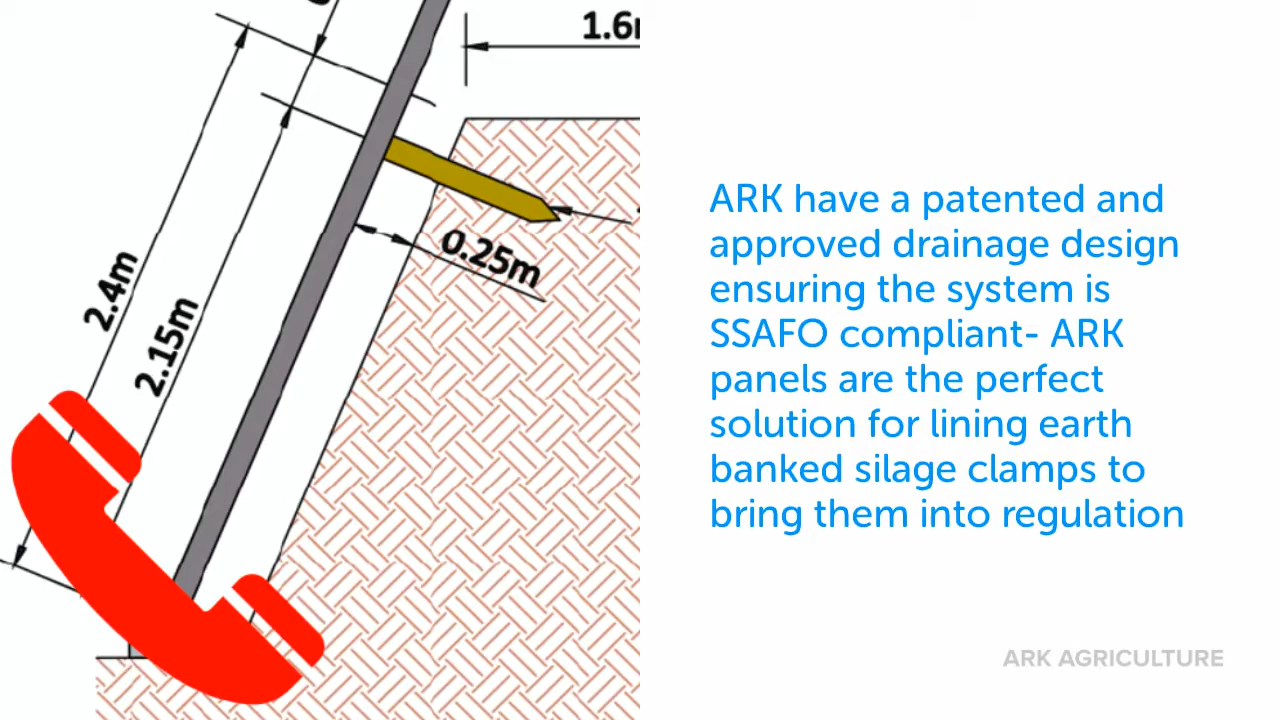 1.6
2.4m
2.15m
0.25m
ARK have a patented and
approved drainage design
ensuring the system is
SSAFO compliant- ARK
panels are the perfect
solution for lining earth
banked silage clamps to
bring them into regulation
ARK AGRICULTURE